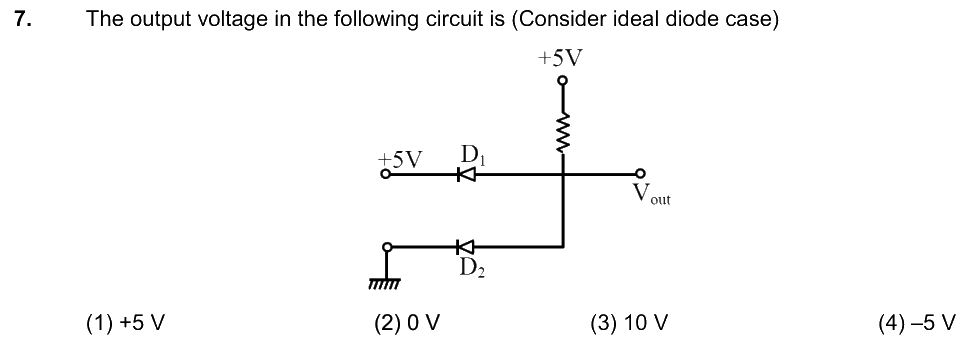 7. The output voltage in the following circuit is (Consider ideal diode case)
+5V
+5V D₁
V_out
D₂
(1) +5 V (2) 0 V (3) 10 V (4) –5 V